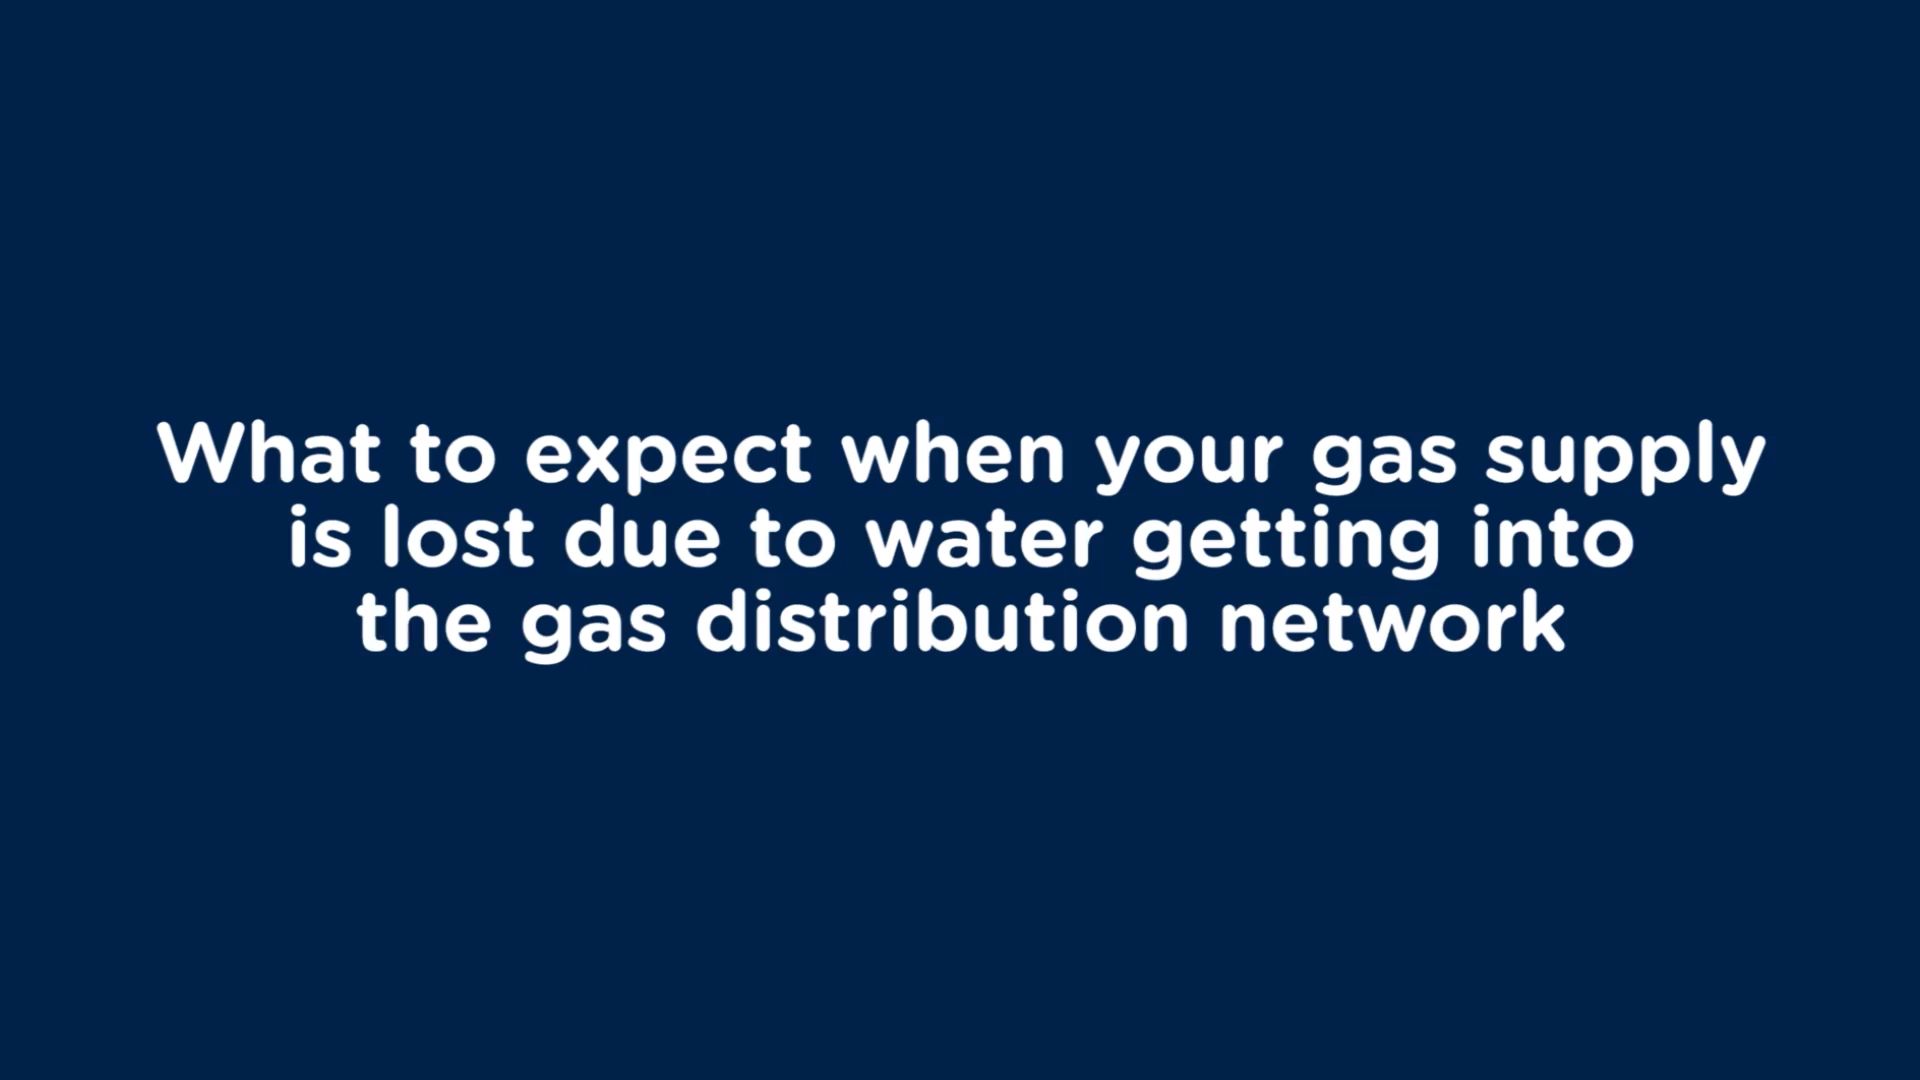 What to expect when your gas supply
is lost due to water getting into
the gas distribution network